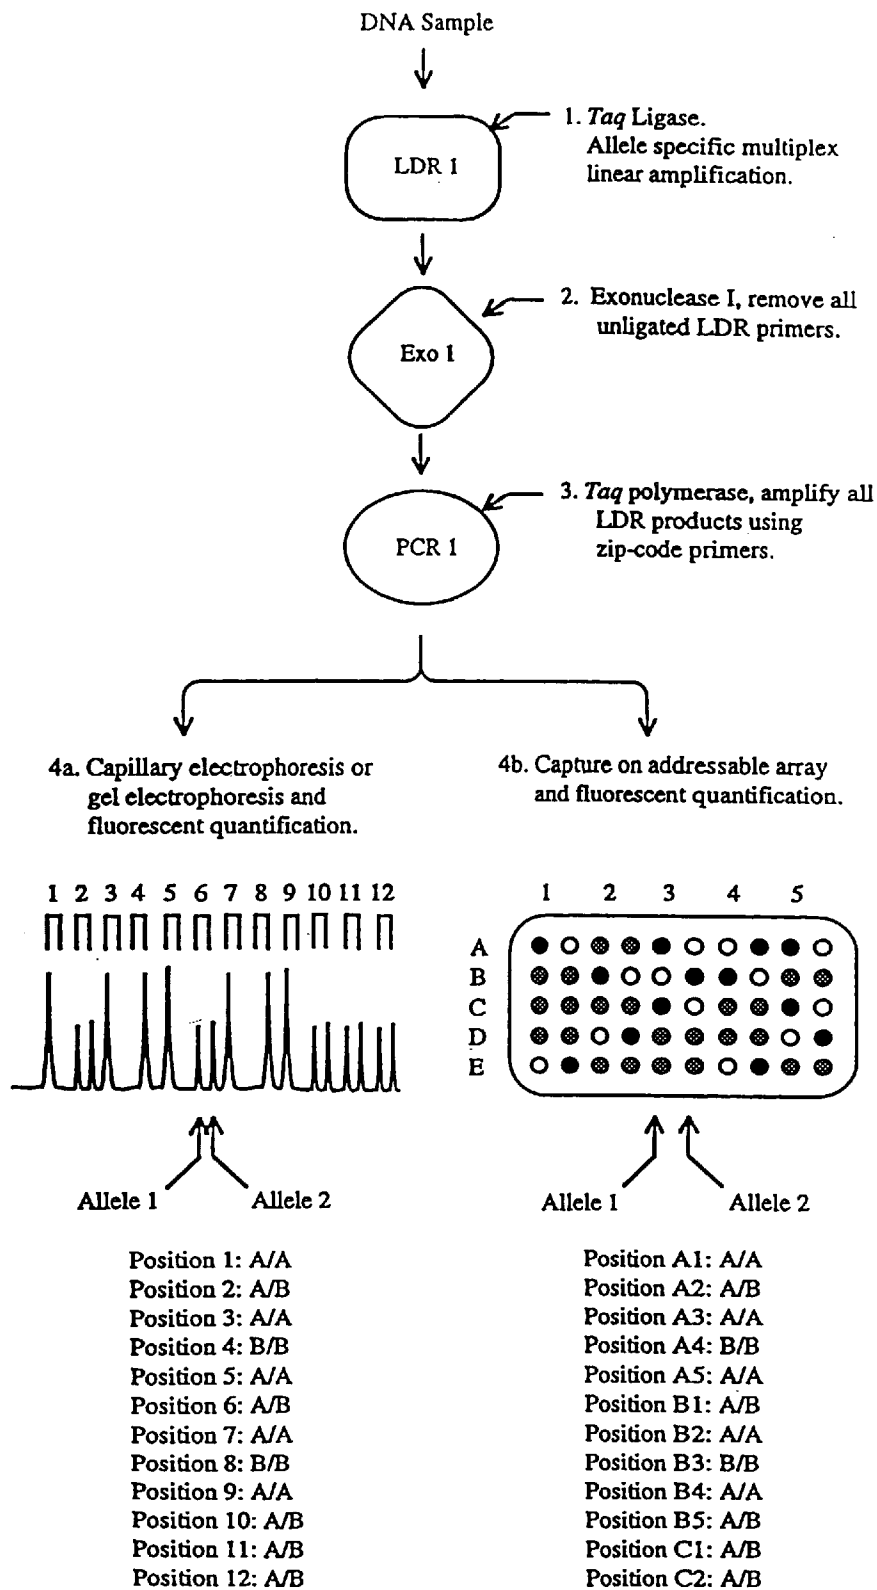 DNA Sample
LDR 1
1. Taq Ligase.
Allele specific multiplex
linear amplification.
Exo 1
2. Exonuclease I, remove all
unligated LDR primers.
PCR 1
3. Taq polymerase, amplify all
LDR products using
zip-code primers.
4a. Capillary electrophoresis or
gel electrophoresis and
fluorescent quantification.
1 2 3 4 5 6 7 8 9 10 11 12
Allele 1
Allele 2
Position 1: A/A
Position 2: A/B
Position 3: A/A
Position 4: B/B
Position 5: A/A
Position 6: A/B
Position 7: A/A
Position 8: B/B
Position 9: A/A
Position 10: A/B
Position 11: A/B
Position 12: A/B
4b. Capture on addressable array
and fluorescent quantification.
1 2 3 4 5
A
B
C
D
E
Allele 1
Allele 2
Position A1: A/A
Position A2: A/B
Position A3: A/A
Position A4: B/B
Position A5: A/A
Position B1: A/B
Position B2: A/A
Position B3: B/B
Position B4: A/A
Position B5: A/B
Position C1: A/B
Position C2: A/B